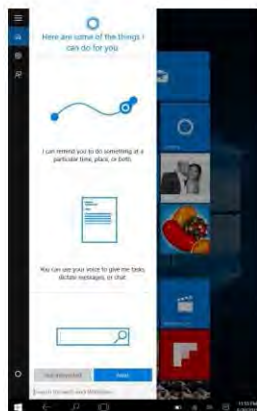 Here are some of the things I
can do for you
I can remind you to do something at a
particular time, place, or both.
You can use your voice to give me tasks,
dictate messages, or chat
Next